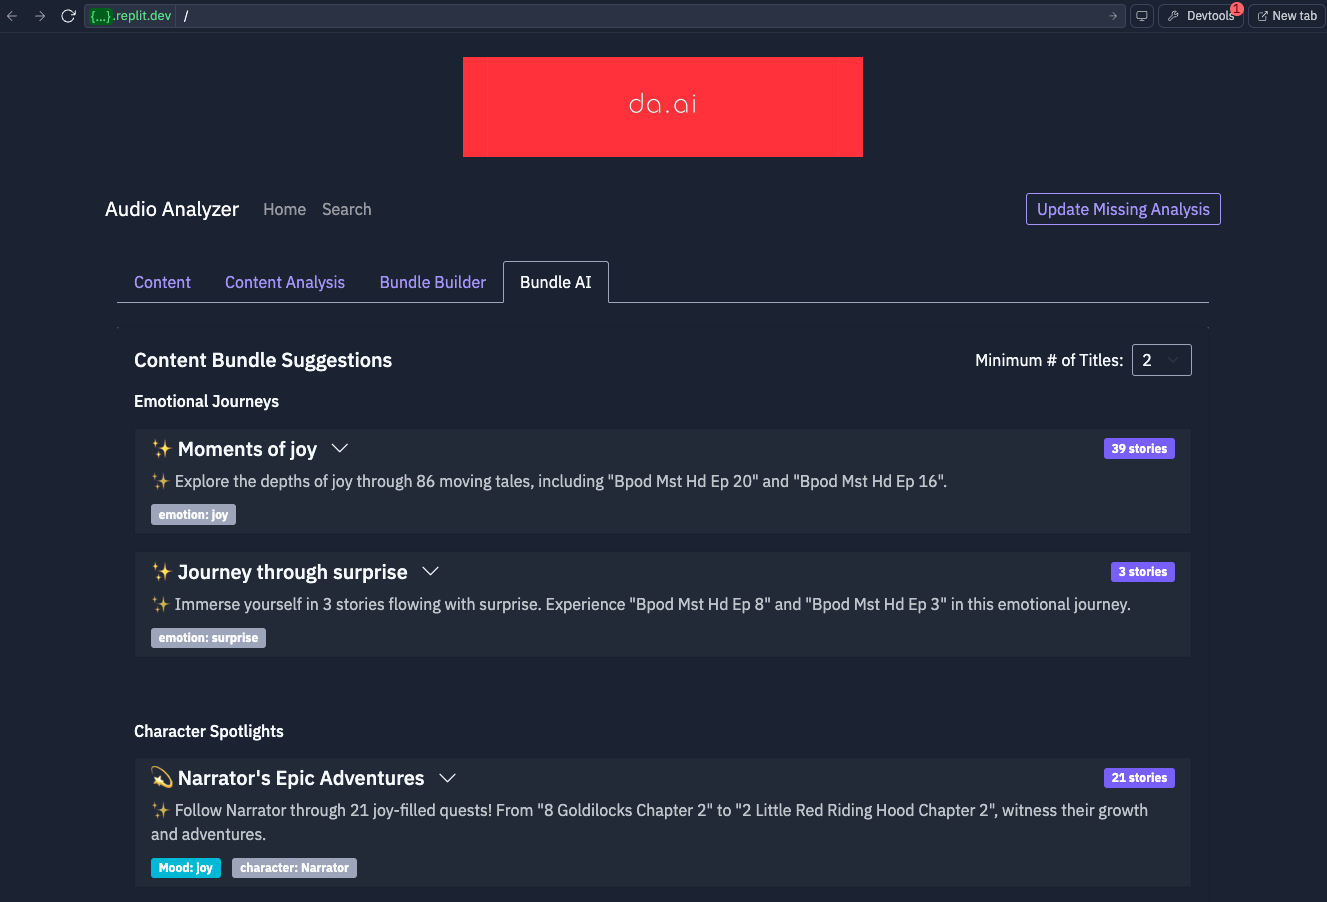 {...}.replit.dev /
Devtools 1
New tab
da.ai
Audio Analyzer Home Search Update Missing Analysis
Content Content Analysis Bundle Builder Bundle AI
Content Bundle Suggestions Minimum # of Titles: 2
Emotional Journeys
✨ Moments of joy 39 stories
✨ Explore the depths of joy through 86 moving tales, including "Bpod Mst Hd Ep 20" and "Bpod Mst Hd Ep 16".
emotion: joy
✨ Journey through surprise 3 stories
✨ Immerse yourself in 3 stories flowing with surprise. Experience "Bpod Mst Hd Ep 8" and "Bpod Mst Hd Ep 3" in this emotional journey.
emotion: surprise
Character Spotlights
💫 Narrator's Epic Adventures 21 stories
✨ Follow Narrator through 21 joy-filled quests! From "8 Goldilocks Chapter 2" to "2 Little Red Riding Hood Chapter 2", witness their growth
and adventures.
Mood: joy character: Narrator